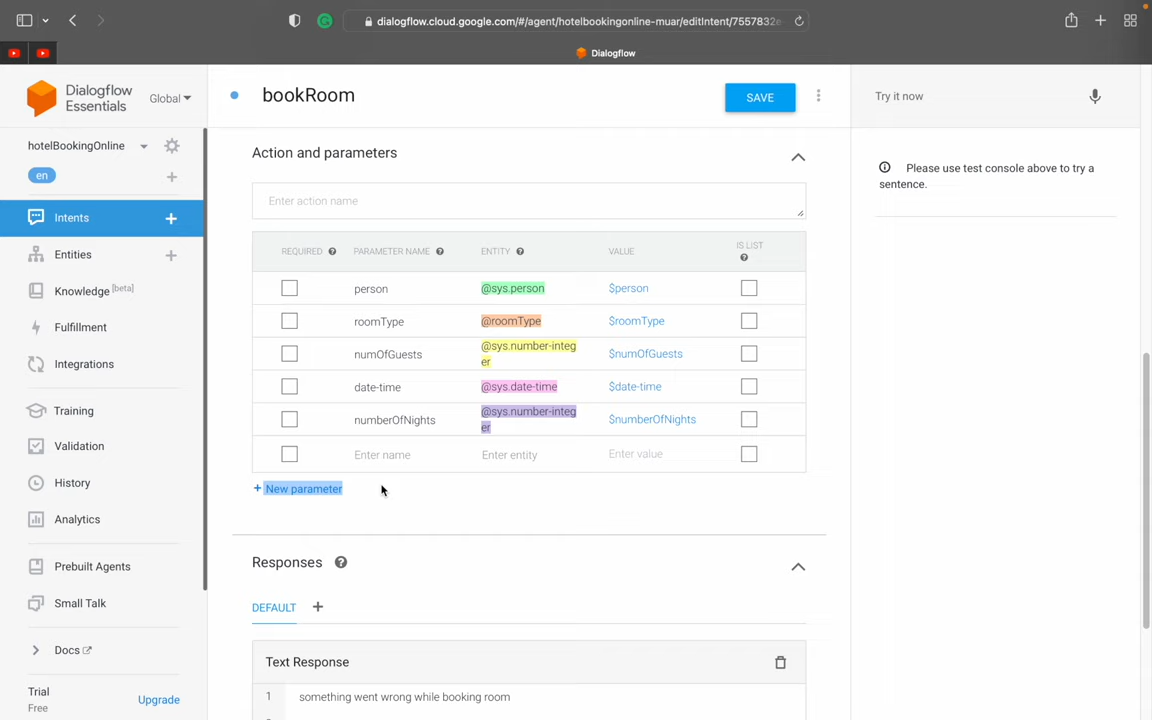 dialogflow.cloud.google.com/#/agent/hotelbookingonline-muar/editIntent/7557832e
Dialogflow
Dialogflow
Essentials
Global
bookRoom
SAVE
Try it now
hotelBookingOnline
en
Intents
Entities
Knowledge [beta]
Fulfillment
Integrations
Training
Validation
History
Analytics
Prebuilt Agents
Small Talk
Docs
Trial
Free
Upgrade
Action and parameters
Enter action name
REQUIRED PARAMETER NAME ENTITY VALUE IS LIST
person @sys.person $person
roomType @roomType $roomType
numOfGuests @sys.number-integ
er $numOfGuests
date-time @sys.date-time $date-time
numberOfNights @sys.number-integ
er $numberOfNights
Enter name Enter entity Enter value
+ New parameter
Responses
DEFAULT
Text Response
1 something went wrong while booking room
Please use test console above to try a
sentence.